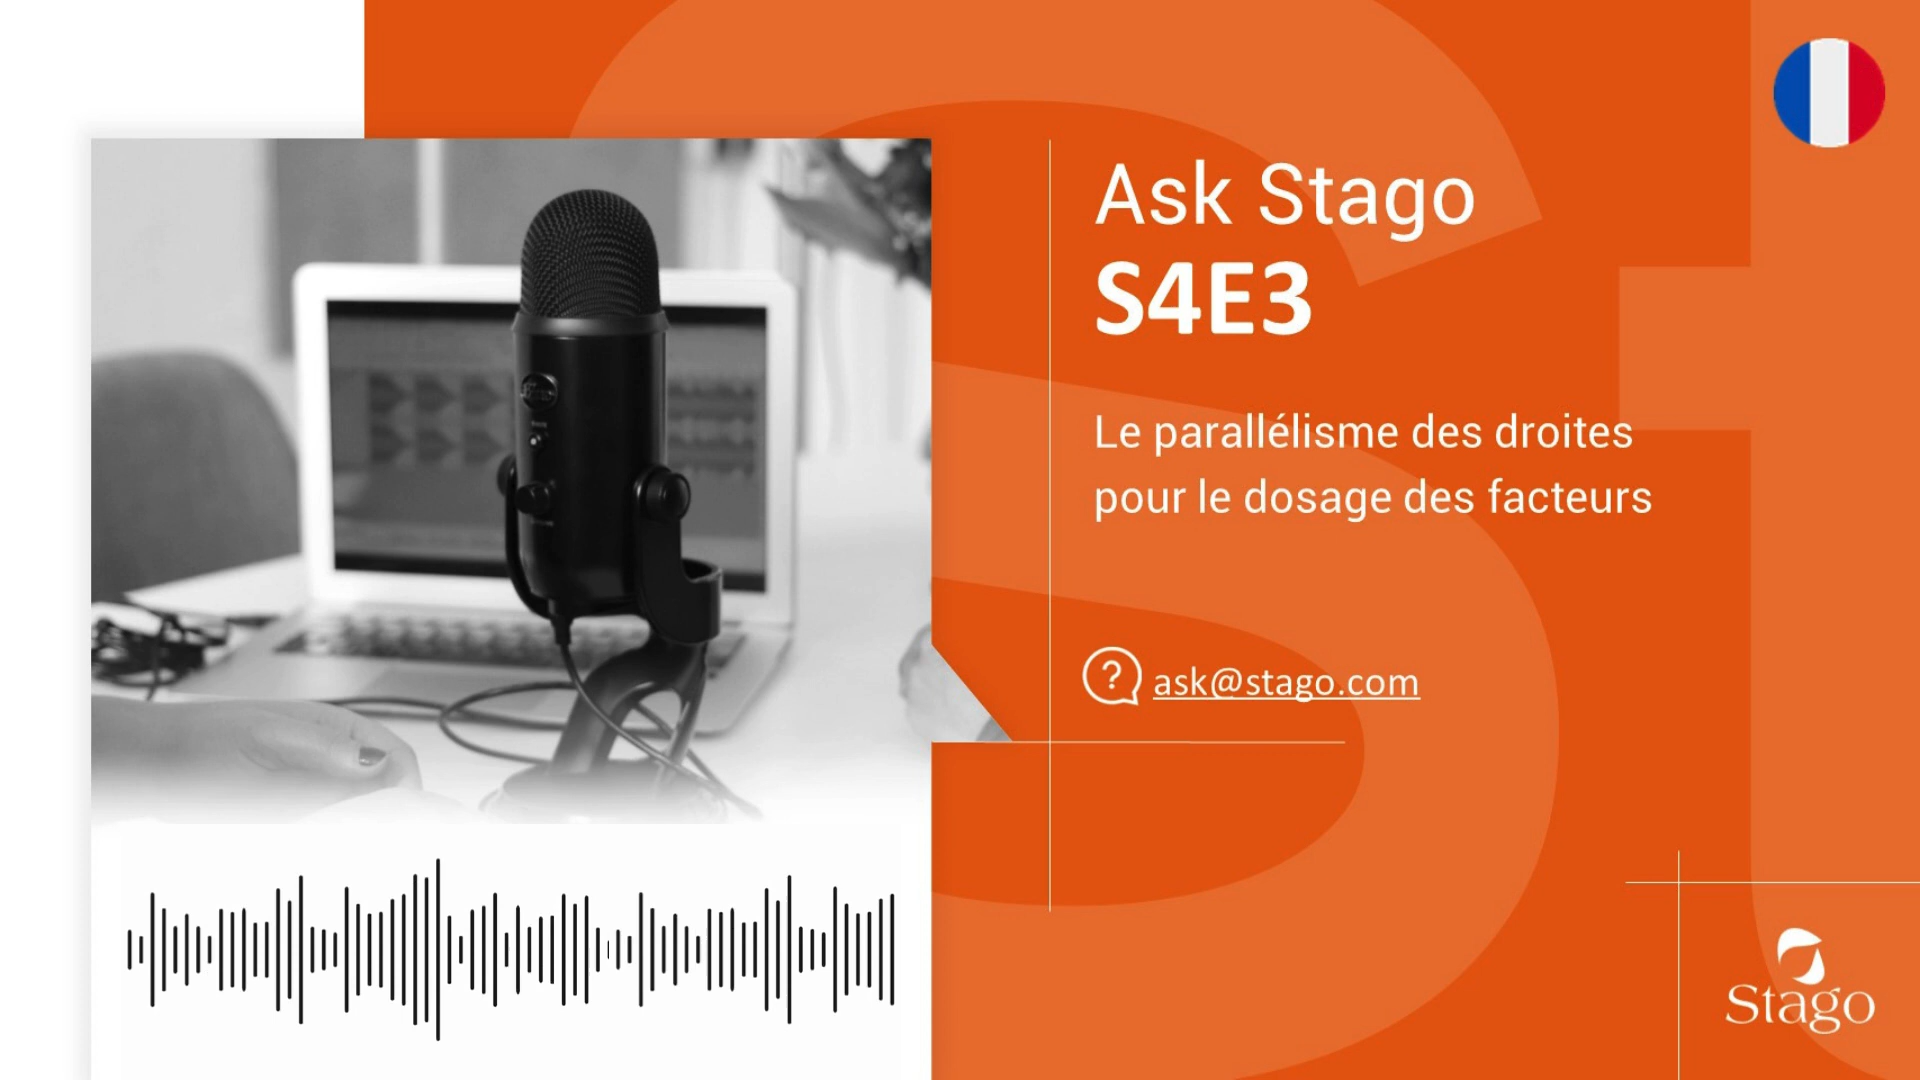 Ask Stago
S4E3
Le parallélisme des droites
pour le dosage des facteurs
ask@stago.com
Stago